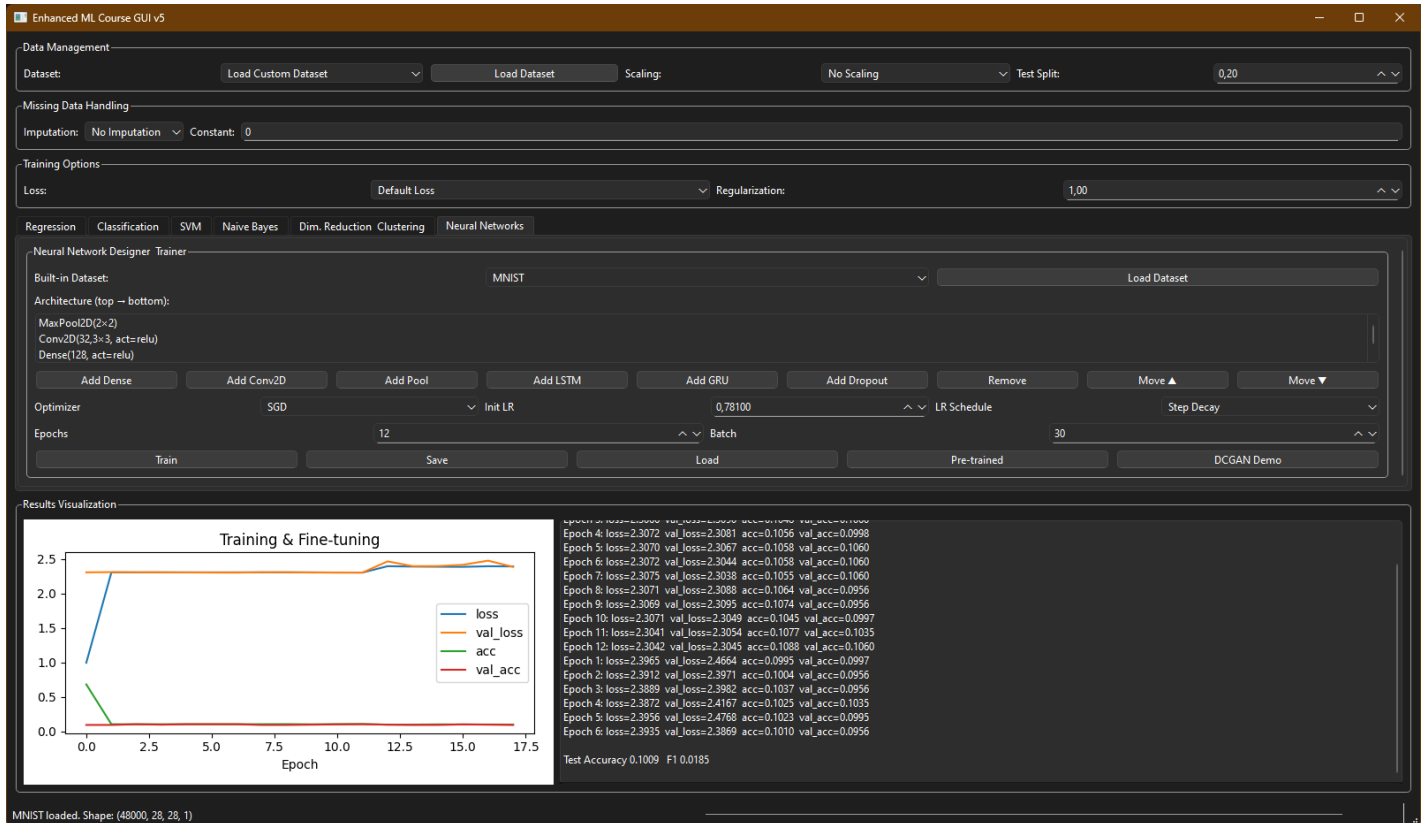 Enhanced ML Course GUI v5
Data Management
Dataset: Load Custom Dataset Load Dataset Scaling: No Scaling Test Split: 0,20
Missing Data Handling
Imputation: No Imputation Constant: 0
Training Options
Loss: Default Loss Regularization: 1,00
Regression Classification SVM Naive Bayes Dim. Reduction Clustering Neural Networks
Neural Network Designer Trainer
Built-in Dataset: MNIST Load Dataset
Architecture (top → bottom):
MaxPool2D(2×2)
Conv2D(32,3×3, act=relu)
Dense(128, act=relu)
Add Dense Add Conv2D Add Pool Add LSTM Add GRU Add Dropout Remove Move ▲ Move ▼
Optimizer SGD Init LR 0,78100 LR Schedule Step Decay
Epochs 12 Batch 30
Train Save Load Pre-trained DCGAN Demo
Results Visualization
Training & Fine-tuning
2.5
2.0
1.5
1.0
0.5
0.0
loss
val_loss
acc
val_acc
0.0 2.5 5.0 7.5 10.0 12.5 15.0 17.5
Epoch
Epoch 4: loss=2.3072 val_loss=2.3081 acc=0.1056 val_acc=0.0998
Epoch 5: loss=2.3070 val_loss=2.3067 acc=0.1058 val_acc=0.1060
Epoch 6: loss=2.3072 val_loss=2.3044 acc=0.1058 val_acc=0.1060
Epoch 7: loss=2.3075 val_loss=2.3038 acc=0.1055 val_acc=0.1060
Epoch 8: loss=2.3071 val_loss=2.3088 acc=0.1064 val_acc=0.0956
Epoch 9: loss=2.3069 val_loss=2.3095 acc=0.1074 val_acc=0.0956
Epoch 10: loss=2.3071 val_loss=2.3049 acc=0.1045 val_acc=0.0997
Epoch 11: loss=2.3041 val_loss=2.3054 acc=0.1077 val_acc=0.1035
Epoch 12: loss=2.3042 val_loss=2.3045 acc=0.1088 val_acc=0.1060
Epoch 1: loss=2.3965 val_loss=2.4664 acc=0.0995 val_acc=0.0997
Epoch 2: loss=2.3912 val_loss=2.3971 acc=0.1004 val_acc=0.0956
Epoch 3: loss=2.3889 val_loss=2.3982 acc=0.1037 val_acc=0.0956
Epoch 4: loss=2.3872 val_loss=2.4167 acc=0.1025 val_acc=0.1035
Epoch 5: loss=2.3956 val_loss=2.4768 acc=0.1023 val_acc=0.0995
Epoch 6: loss=2.3935 val_loss=2.3869 acc=0.1010 val_acc=0.0956
Test Accuracy 0.1009 F1 0.0185
MNIST loaded. Shape: (48000, 28, 28, 1)